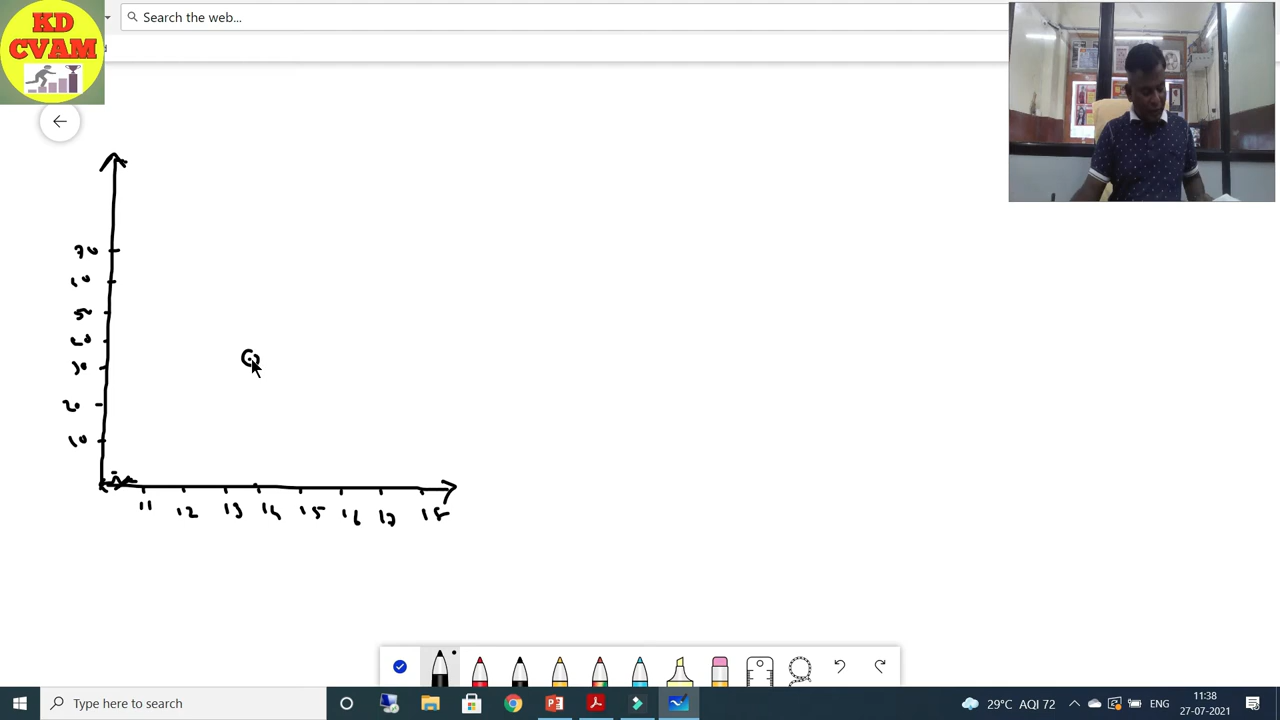 KD
CVAM
Search the web...
70
60
50
40
30
20
10
11 12 13 14 15 16 17 18
Type here to search
29°C AQI 72
ENG
11:38
27-07-2021